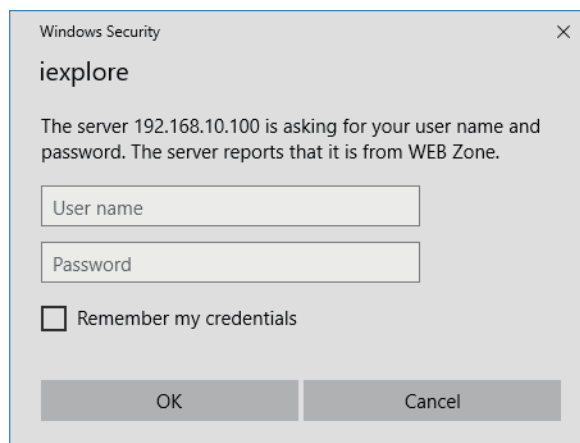 Windows Security
iexplore
The server 192.168.10.100 is asking for your user name and
password. The server reports that it is from WEB Zone.
User name
Password
Remember my credentials
OK
Cancel